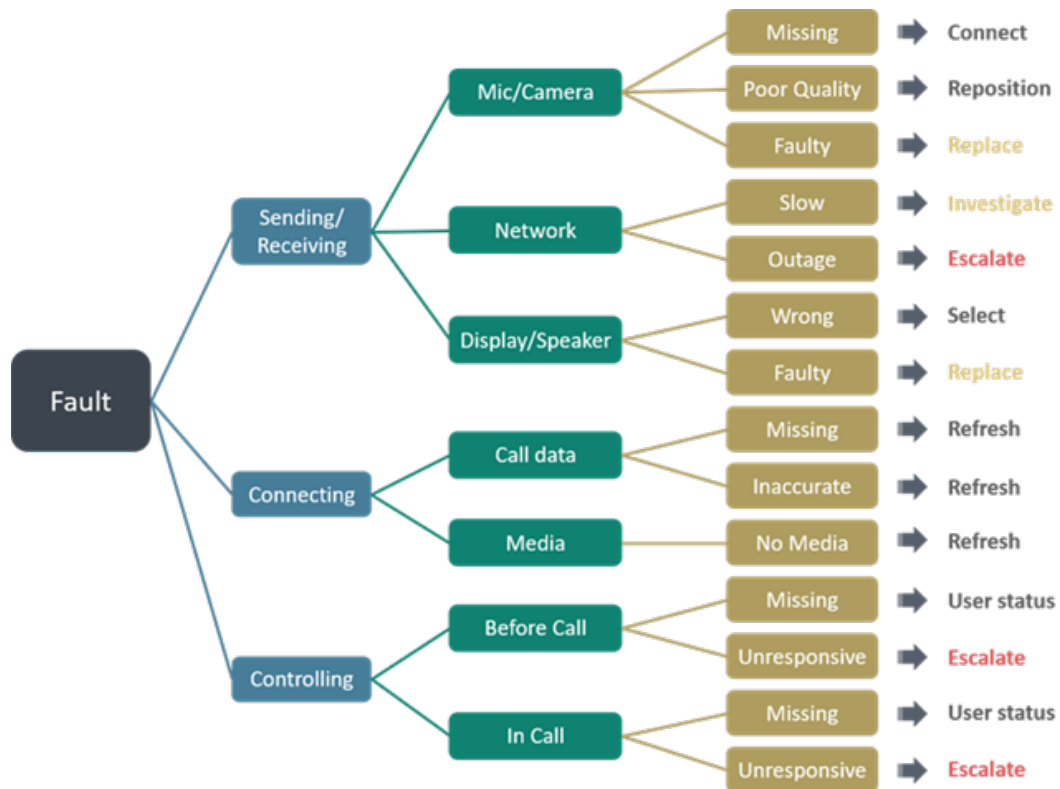 Missing
Connect
Mic/Camera
Poor Quality
Reposition
Faulty
Replace
Sending/
Receiving
Network
Slow
Investigate
Outage
Escalate
Display/Speaker
Wrong
Select
Faulty
Replace
Fault
Connecting
Call data
Missing
Refresh
Inaccurate
Refresh
Media
No Media
Refresh
Controlling
Before Call
Missing
User status
Unresponsive
Escalate
In Call
Missing
User status
Unresponsive
Escalate